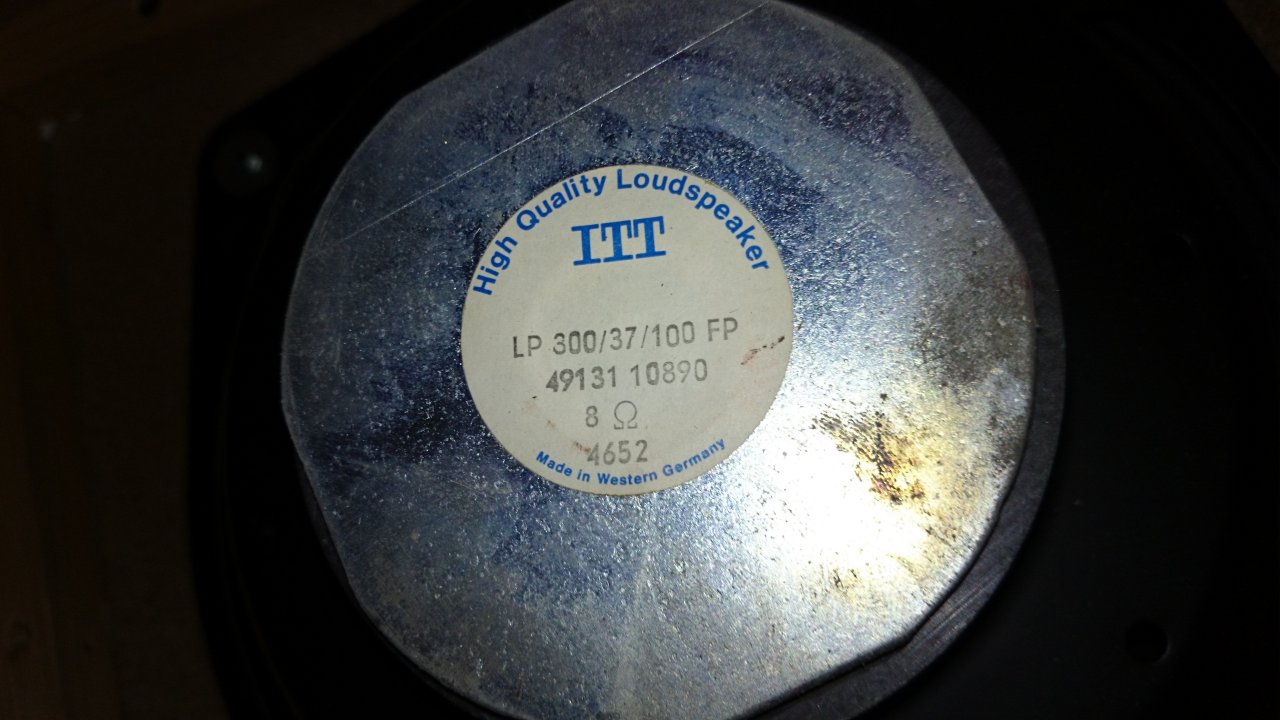 High Quality Loudspeaker
ITT
LP 300/37/100 FP
49131 10890
8 Ω
4652
Made in Western Germany